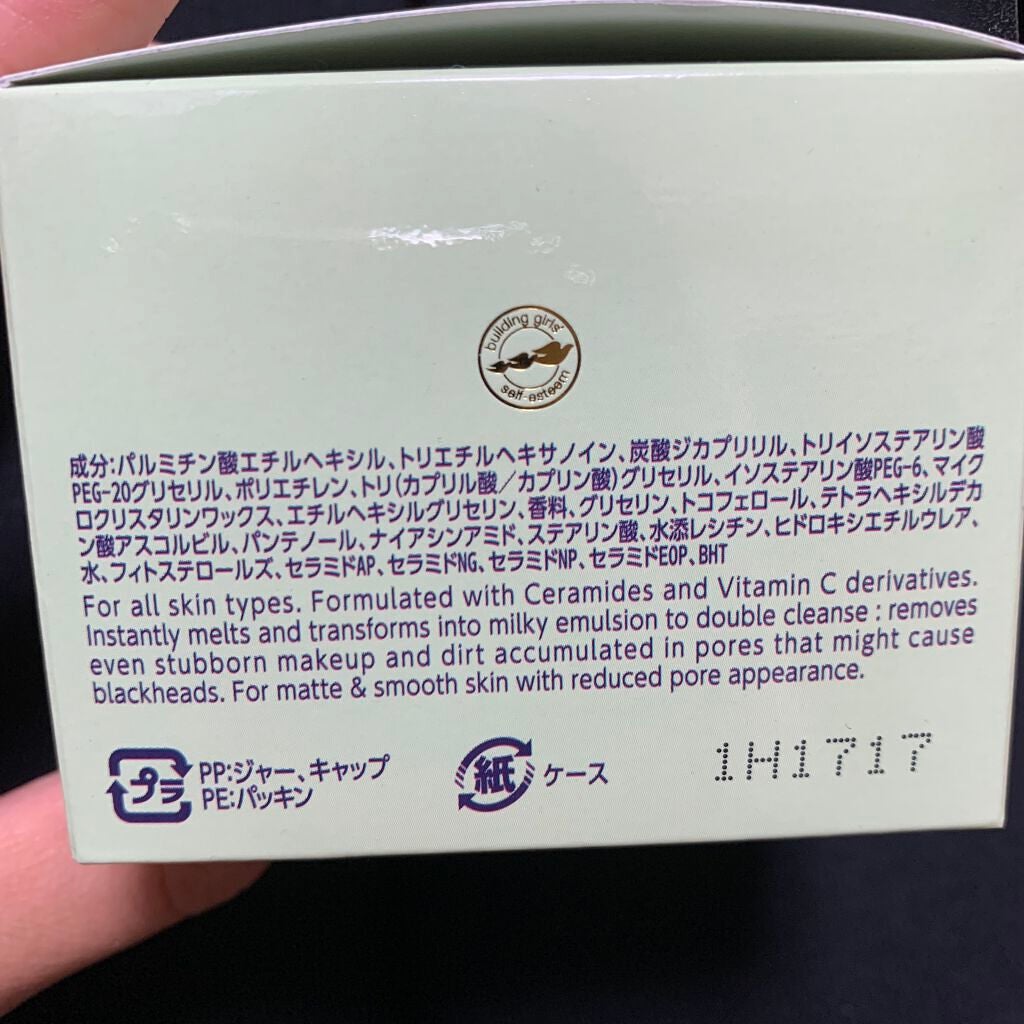 building girls'
self-esteem
成分:パルミチン酸エチルヘキシル、トリエチルヘキサノイン、炭酸ジカプリリル、トリイソステアリン酸
PEG-20グリセリル、ポリエチレン、トリ(カプリル酸/カプリン酸)グリセリル、イソステアリン酸PEG-6、マイク
ロクリスタリンワックス、エチルヘキシルグリセリン、香料、グリセリン、トコフェロール、テトラヘキシルデカ
ン酸アスコルビル、パンテノール、ナイアシンアミド、ステアリン酸、水添レシチン、ヒドロキシエチルウレア、
水、フィトステロールズ、セラミドAP、セラミドNG、セラミドNP、セラミドEOP、BHT
For all skin types. Formulated with Ceramides and Vitamin C derivatives.
Instantly melts and transforms into milky emulsion to double cleanse : removes
even stubborn makeup and dirt accumulated in pores that might cause
blackheads. For matte & smooth skin with reduced pore appearance.
プラ PP:ジャー、キャップ
PE:パッキン
紙 ケース
1H1717